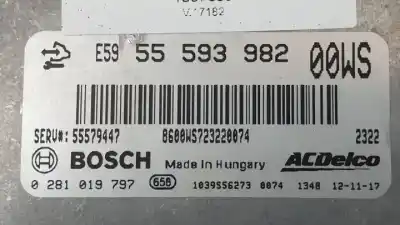 V.17182
E59 55 593 982 00WS
SERV#: 55579447 8600WS723220074 2322
BOSCH Made in Hungary ACDelco
0 281 019 797 658 1039S56273 0074 1348 12-11-17